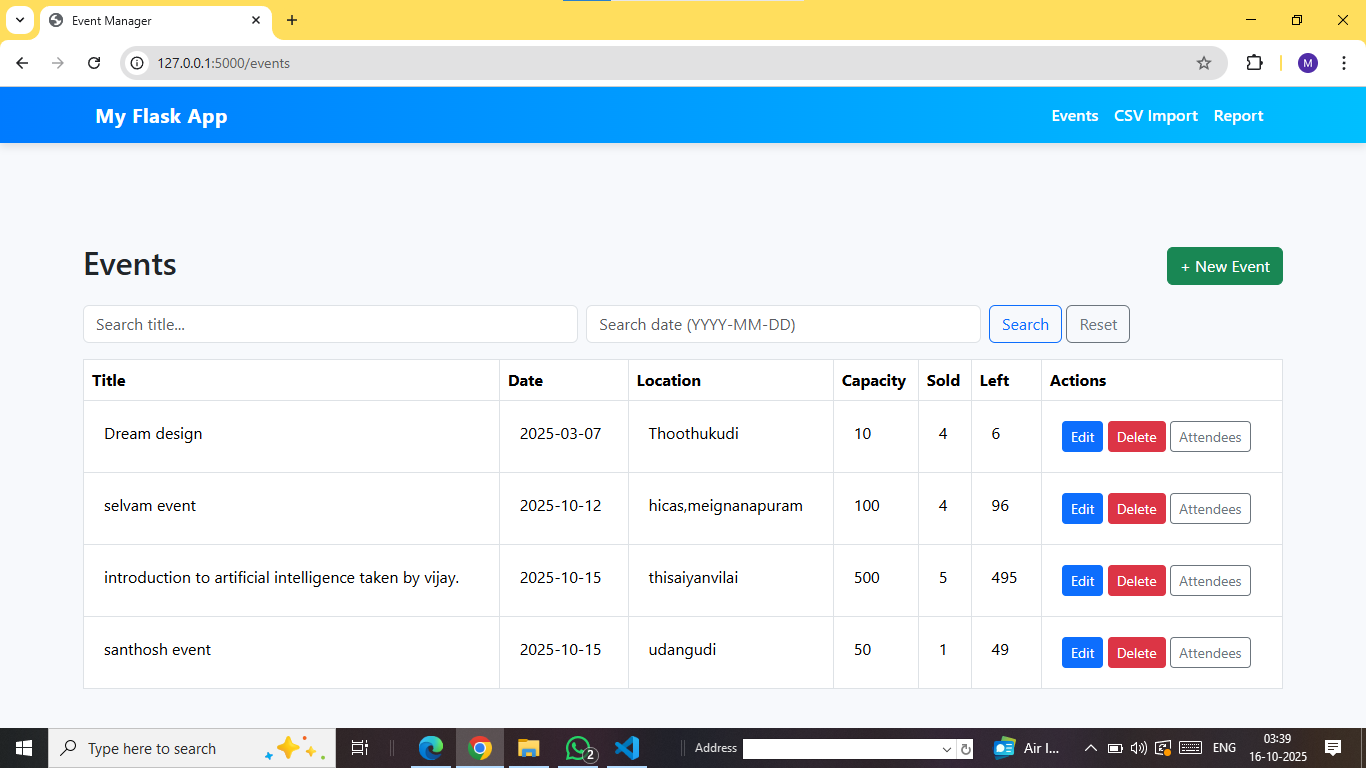 Event Manager
127.0.0.1:5000/events
M
My Flask App
Events CSV Import Report
Events
+ New Event
Search title...
Search date (YYYY-MM-DD)
Search
Reset
Title Date Location Capacity Sold Left Actions
Dream design 2025-03-07 Thoothukudi 10 4 6 Edit Delete Attendees
selvam event 2025-10-12 hicas,meignanapuram 100 4 96 Edit Delete Attendees
introduction to artificial intelligence taken by vijay. 2025-10-15 thisaiyanvilai 500 5 495 Edit Delete Attendees
santhosh event 2025-10-15 udangudi 50 1 49 Edit Delete Attendees
Type here to search
2
Address
Air I...
ENG
03:39
16-10-2025